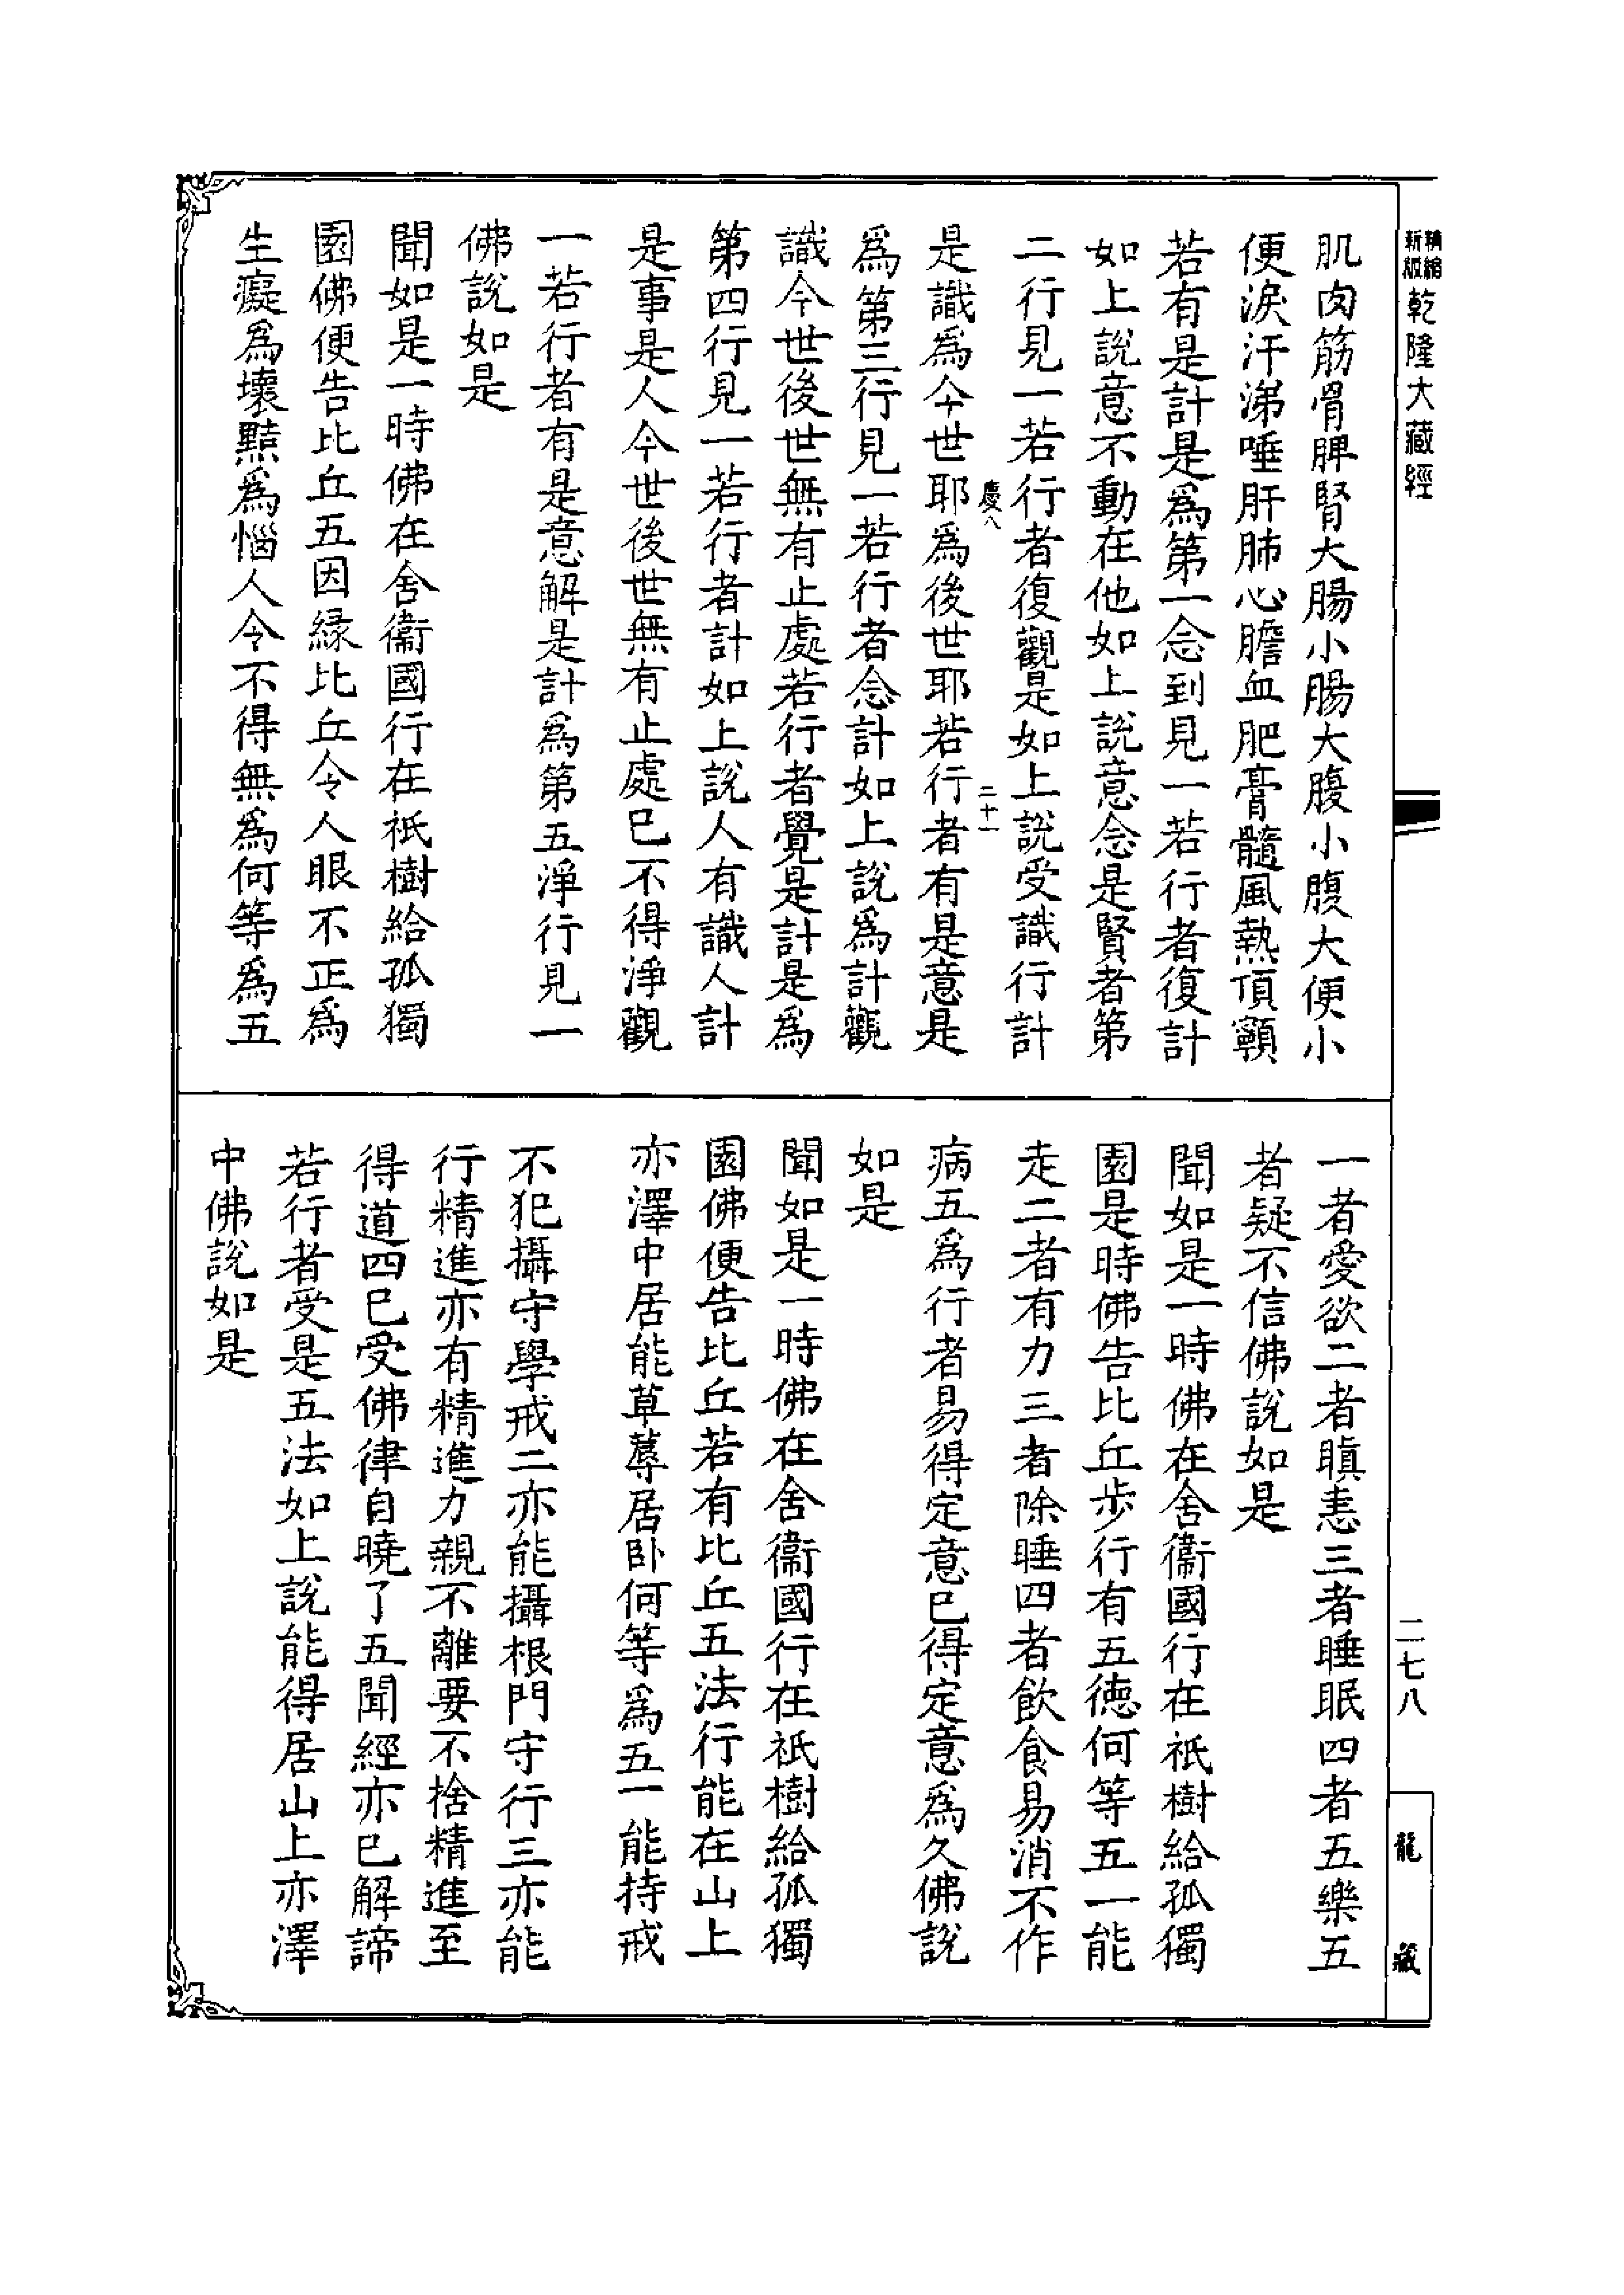 精縮
新版
乾隆大藏經
肌肉筋骨脾腎大腸小腸大腹小腹大便小
便淚汗涕唾肝肺心膽血肥膏髓風熱頂顖
若有是計是爲第一念到見一若行者復計
如上說意不動在他如上說意念是賢者第
二行見一若行者復觀是如上說受識行計
慶八
二十一
是識爲今世耶爲後世耶若行者有是意是
爲第三行見一若行者念計如上說爲計觀
識今世後世無有止處若行者覺是計是爲
第四行見一若行者計如上說人有識人計
是事是人今世後世無有止處已不得淨觀
一若行者有是意解是計爲第五淨行見一
佛說如是
聞如是一時佛在舍衞國行在祇樹給孤獨
園佛便告比丘五因緣比丘令人眼不正爲
生癡爲壞黠爲惱人令不得無爲何等爲五
一者愛欲二者瞋恚三者睡眠四者五樂五
者疑不信佛說如是
聞如是一時佛在舍衞國行在祇樹給孤獨
園是時佛告比丘步行有五德何等五一能
走二者有力三者除睡四者飲食易消不作
病五爲行者易得定意已得定意爲久佛說
如是
聞如是一時佛在舍衞國行在祇樹給孤獨
園佛便告比丘若有比丘五法行能在山上
亦澤中居能草蓐居卧何等爲五一能持戒
不犯攝守學戒二亦能攝根門守行三亦能
行精進亦有精進力親不離要不捨精進至
得道四已受佛律自曉了五聞經亦已解諦
若行者受是五法如上說能得居山上亦澤
中佛說如是
二七八
龍藏